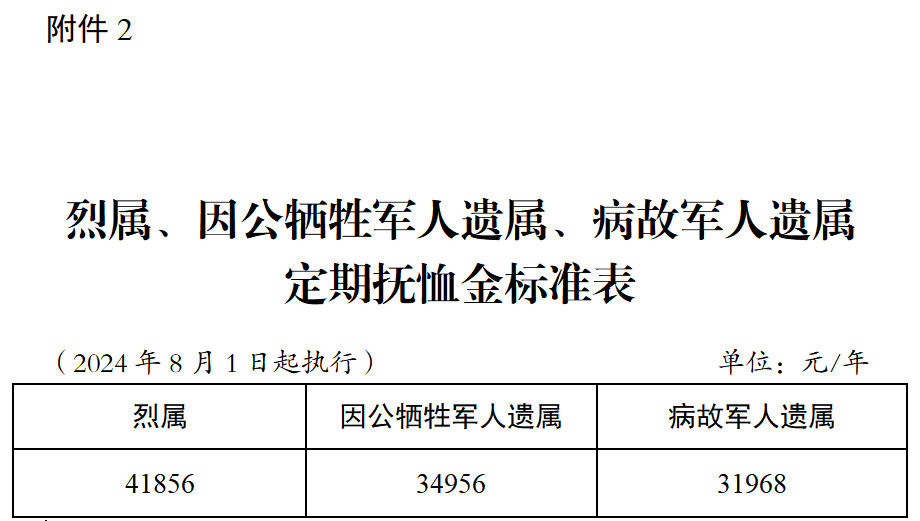 附件 2
烈属、因公牺牲军人遗属、病故军人遗属
定期抚恤金标准表
（2024 年 8 月 1 日起执行） 单位：元/年
烈属 因公牺牲军人遗属 病故军人遗属
41856 34956 31968